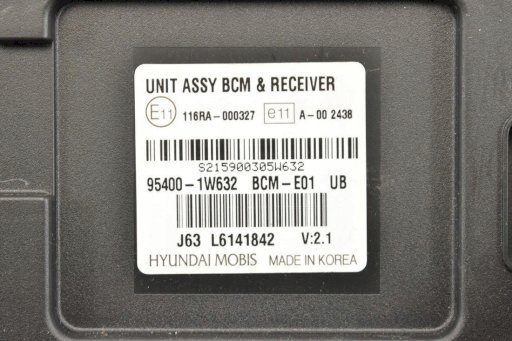 UNIT ASSY BCM & RECEIVER
E11 116RA-000327 e11 A-00 2438
S215900305W632
95400-1W632 BCM-E01 UB
J63 L6141842 V:2.1
HYUNDAI MOBIS MADE IN KOREA